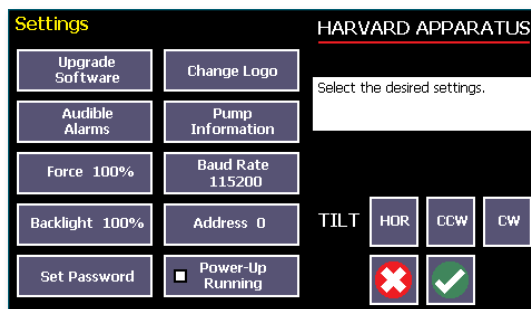 Settings
HARVARD APPARATUS
Upgrade
Software
Change Logo
Select the desired settings.
Audible
Alarms
Pump
Information
Force 100%
Baud Rate
115200
Backlight 100%
Address 0
TILT HOR CCW CW
Set Password
Power-Up
Running